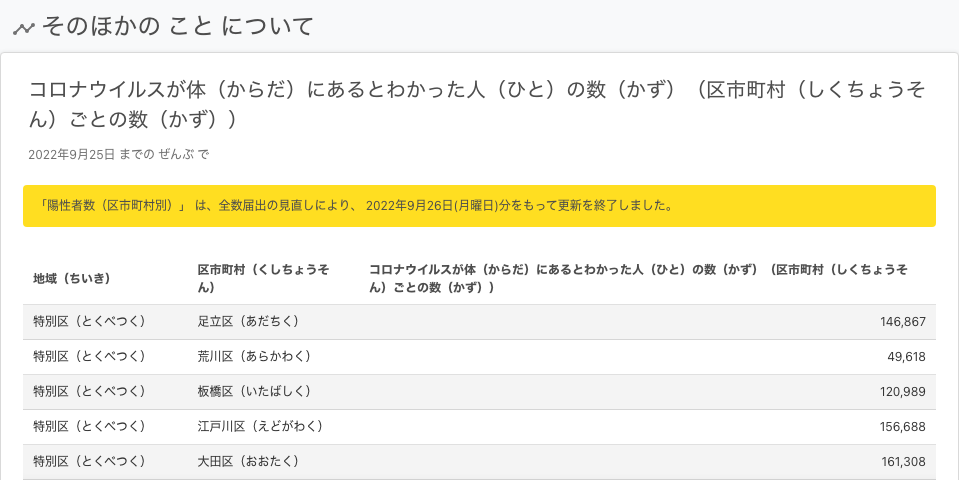 そのほかの こと について
コロナウイルスが体（からだ）にあるとわかった人（ひと）の数（かず）（区市町村（しくちょうそ
ん）ごとの数（かず））
2022年9月25日 までの ぜんぶ で
「陽性者数（区市町村別）」 は、全数届出の見直しにより、 2022年9月26日(月曜日)分をもって更新を終了しました。
地域（ちいき） 区市町村（くしちょうそ コロナウイルスが体（からだ）にあるとわかった人（ひと）の数（かず）（区市町村（しくちょうそ
ん） ん）ごとの数（かず））
特別区（とくべつく） 足立区（あだちく） 146,867
特別区（とくべつく） 荒川区（あらかわく） 49,618
特別区（とくべつく） 板橋区（いたばしく） 120,989
特別区（とくべつく） 江戸川区（えどがわく） 156,688
特別区（とくべつく） 大田区（おおたく） 161,308